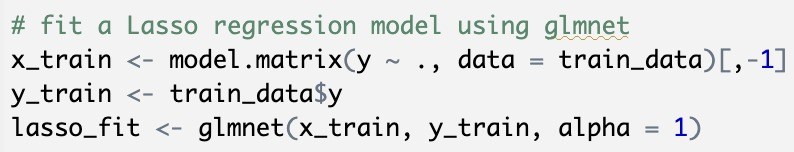 # fit a Lasso regression model using glmnet
x_train <- model.matrix(y ~ ., data = train_data)[,-1]
y_train <- train_data$y
lasso_fit <- glmnet(x_train, y_train, alpha = 1)